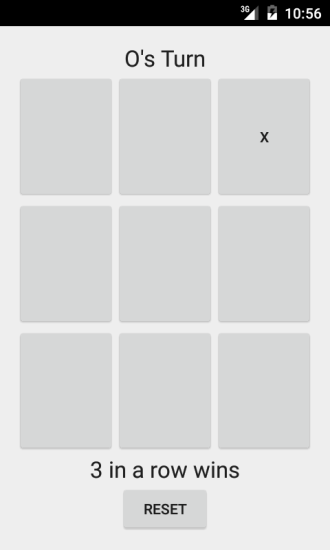 3G 10:56
O's Turn
X
3 in a row wins
RESET